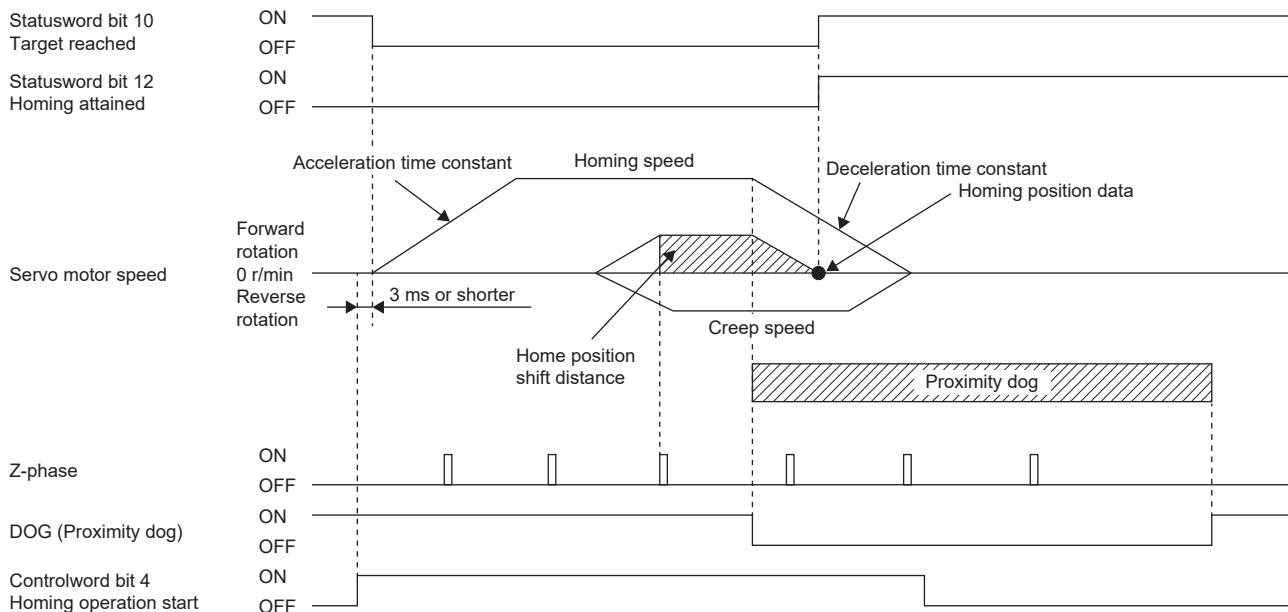 Statusword bit 10
Target reached
ON
OFF
Statusword bit 12
Homing attained
ON
OFF
Acceleration time constant
Homing speed
Deceleration time constant
Homing position data
Forward
rotation
Servo motor speed
0 r/min
Reverse
rotation
3 ms or shorter
Creep speed
Home position
shift distance
Proximity dog
Z-phase
ON
OFF
DOG (Proximity dog)
ON
OFF
Controlword bit 4
Homing operation start
ON
OFF